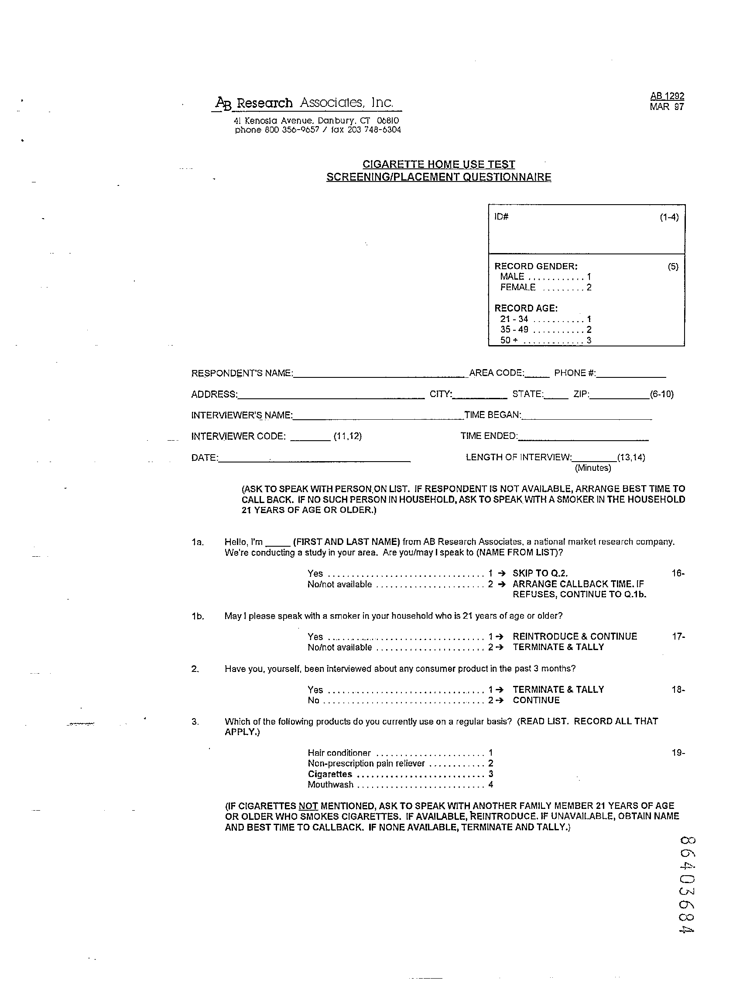 AB Research Associates, Inc.
41 Kenosia Avenue, Danbury, CT 06810
phone 800 356-9657 / fax 203 748-6304
AB 1292
MAR 97
CIGARETTE HOME USE TEST
SCREENING/PLACEMENT QUESTIONNAIRE
ID# (1-4)
RECORD GENDER: (5)
MALE ............ 1
FEMALE ......... 2
RECORD AGE:
21 - 34 ........... 1
35 - 49 ........... 2
50 + ............. 3
RESPONDENT'S NAME:______ AREA CODE:_____ PHONE #:______
ADDRESS:______ CITY:______ STATE:_____ ZIP:______(6-10)
INTERVIEWER'S NAME:______ TIME BEGAN:______
INTERVIEWER CODE: ______ (11,12) TIME ENDED:______
DATE:______ LENGTH OF INTERVIEW:______(13,14)
(Minutes)
(ASK TO SPEAK WITH PERSON ON LIST. IF RESPONDENT IS NOT AVAILABLE, ARRANGE BEST TIME TO
CALL BACK. IF NO SUCH PERSON IN HOUSEHOLD, ASK TO SPEAK WITH A SMOKER IN THE HOUSEHOLD
21 YEARS OF AGE OR OLDER.)
1a. Hello, I'm _____ (FIRST AND LAST NAME) from AB Research Associates, a national market research company.
We're conducting a study in your area. Are you/may I speak to (NAME FROM LIST)?
Yes ................................ 1 → SKIP TO Q.2. 16-
No/not available ...................... 2 → ARRANGE CALLBACK TIME. IF
REFUSES, CONTINUE TO Q.1b.
1b. May I please speak with a smoker in your household who is 21 years of age or older?
Yes ................................ 1 → REINTRODUCE & CONTINUE 17-
No/not available ...................... 2 → TERMINATE & TALLY
2. Have you, yourself, been interviewed about any consumer product in the past 3 months?
Yes ................................ 1 → TERMINATE & TALLY 18-
No ................................. 2 → CONTINUE
3. Which of the following products do you currently use on a regular basis? (READ LIST. RECORD ALL THAT
APPLY.)
Hair conditioner ....................... 1 19-
Non-prescription pain reliever ............ 2
Cigarettes ........................... 3
Mouthwash ........................... 4
(IF CIGARETTES NOT MENTIONED, ASK TO SPEAK WITH ANOTHER FAMILY MEMBER 21 YEARS OF AGE
OR OLDER WHO SMOKES CIGARETTES. IF AVAILABLE, REINTRODUCE. IF UNAVAILABLE, OBTAIN NAME
AND BEST TIME TO CALLBACK. IF NONE AVAILABLE, TERMINATE AND TALLY.)
86403684